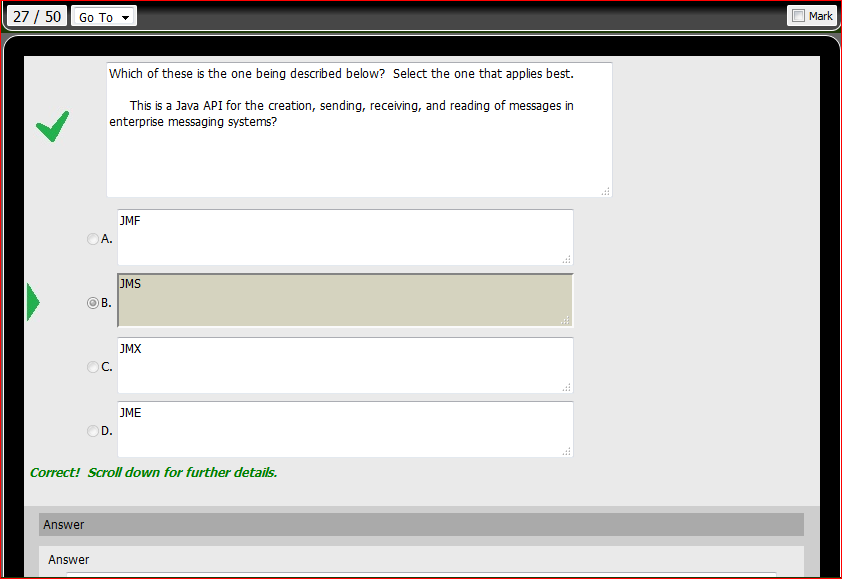 27 / 50 Go To Mark
Which of these is the one being described below?  Select the one that applies best.
This is a Java API for the creation, sending, receiving, and reading of messages in
enterprise messaging systems?
A. JMF
B. JMS
C. JMX
D. JME
Correct!  Scroll down for further details.
Answer
Answer